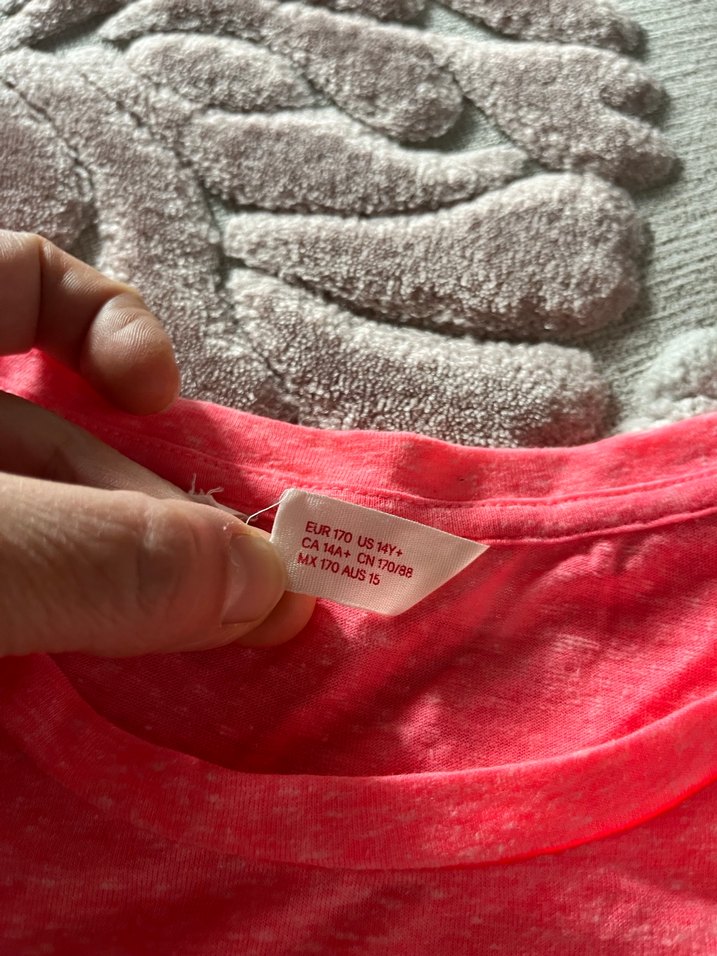 EUR 170 US 14Y+
CA 14A+ CN 170/88
MX 170 AUS 15